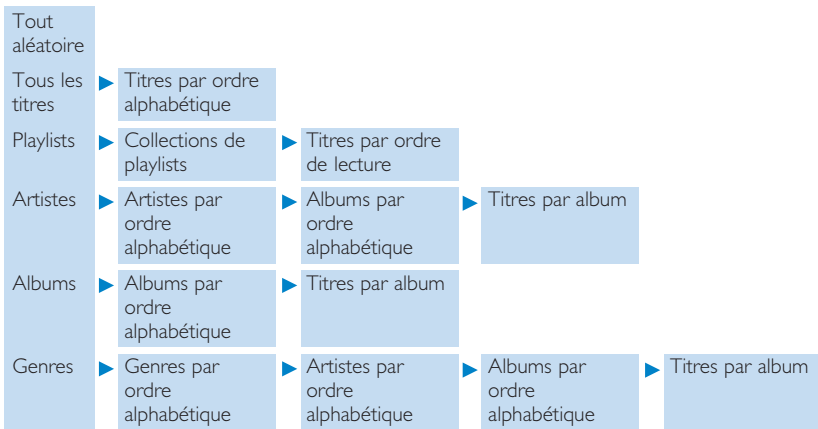 Tout
aléatoire
Tous les
titres
Titres par ordre
alphabétique
Playlists
Collections de
playlists
Titres par ordre
de lecture
Artistes
Artistes par
ordre
alphabétique
Albums par
ordre
alphabétique
Titres par album
Albums
Albums par
ordre
alphabétique
Titres par album
Genres
Genres par
ordre
alphabétique
Artistes par
ordre
alphabétique
Albums par
ordre
alphabétique
Titres par album